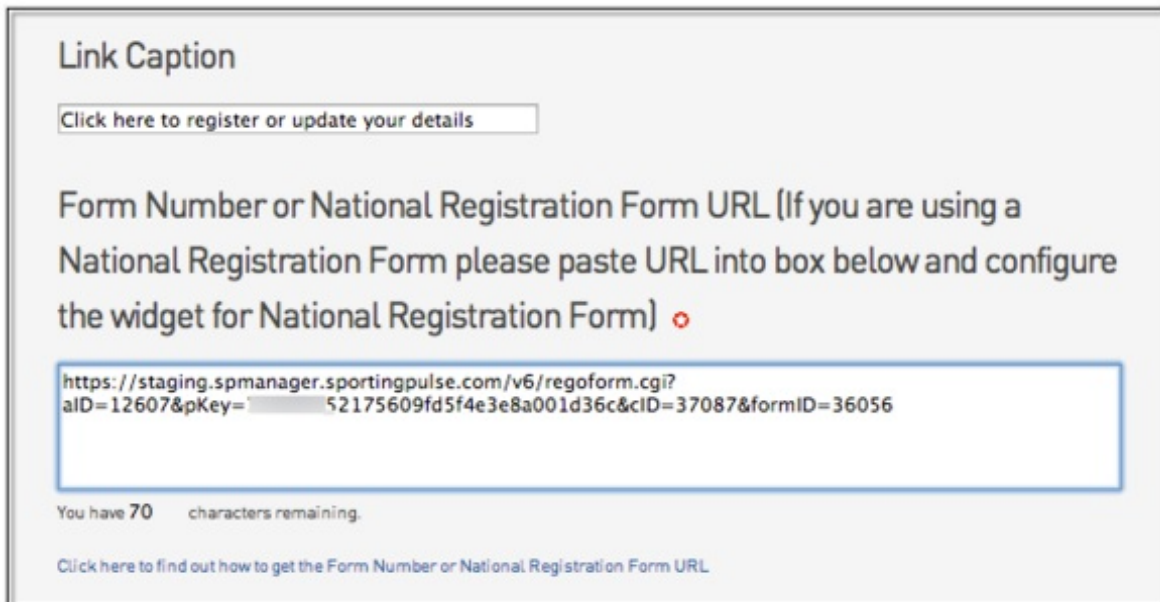 Link Caption
Click here to register or update your details
Form Number or National Registration Form URL (If you are using a
National Registration Form please paste URL into box below and configure
the widget for National Registration Form)
https://staging.spmanager.sportingpulse.com/v6/regoform.cgi?
aID=12607&pKey= 52175609fd5f4e3e8a001d36c&cID=37087&formID=36056
You have 70 characters remaining.
Click here to find out how to get the Form Number or National Registration Form URL